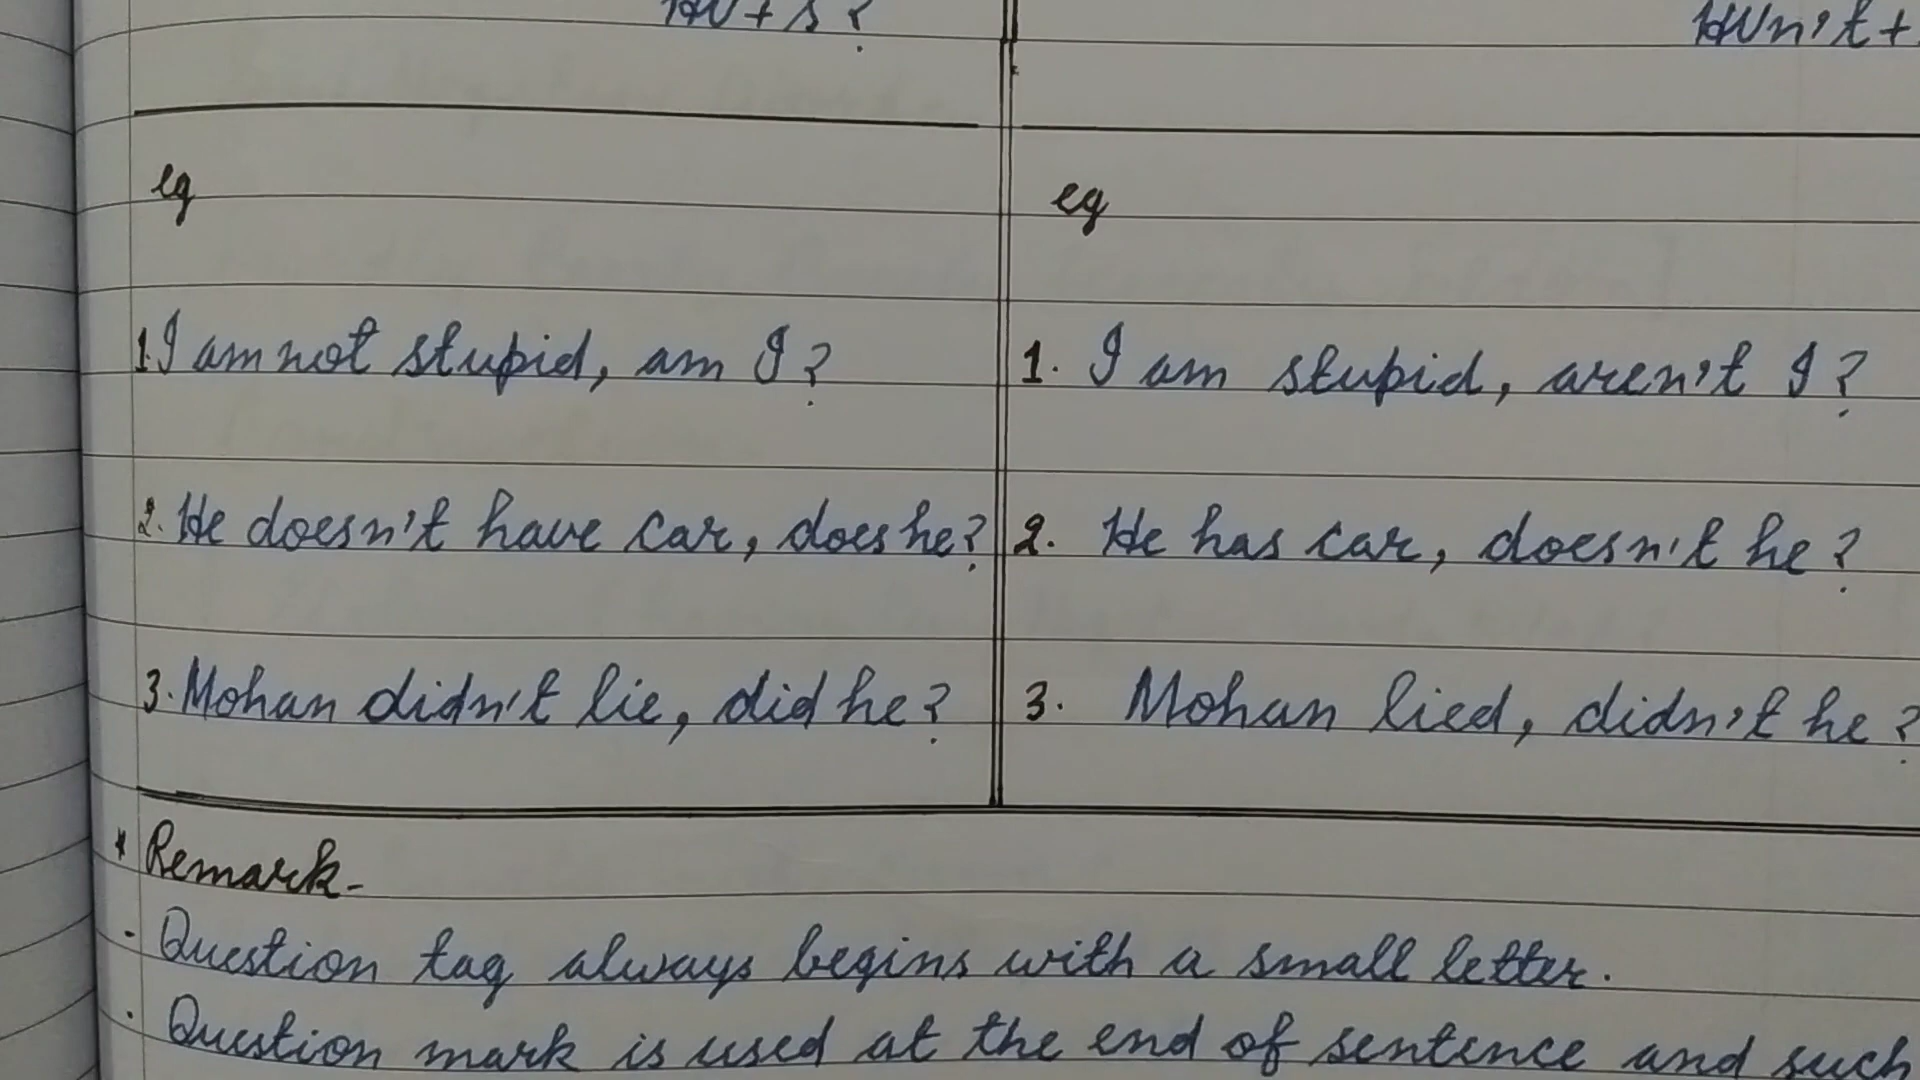 HV + S?
HVn't +
eg
eg
1. I am not stupid, am I?
1. I am stupid, aren't I?
2. He doesn't have car, does he?
2. He has car, doesn't he?
3. Mohan didn't lie, did he?
3. Mohan lied, didn't he?
* Remark-
- Question tag always begins with a small letter.
· Question mark is used at the end of sentence and such